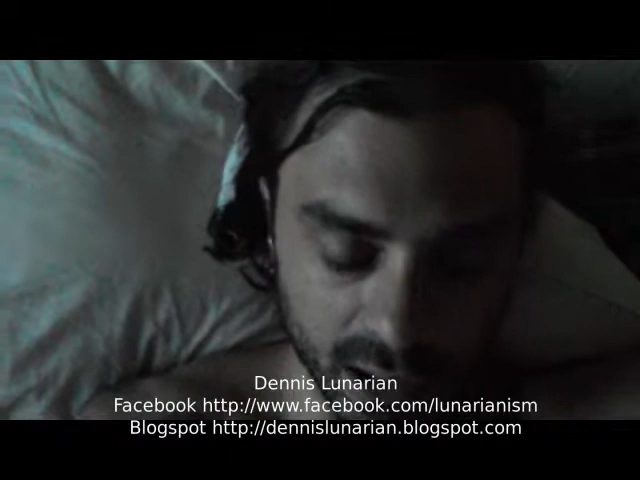 Dennis Lunarian
Facebook http://www.facebook.com/lunarianism
Blogspot http://dennislunarian.blogspot.com